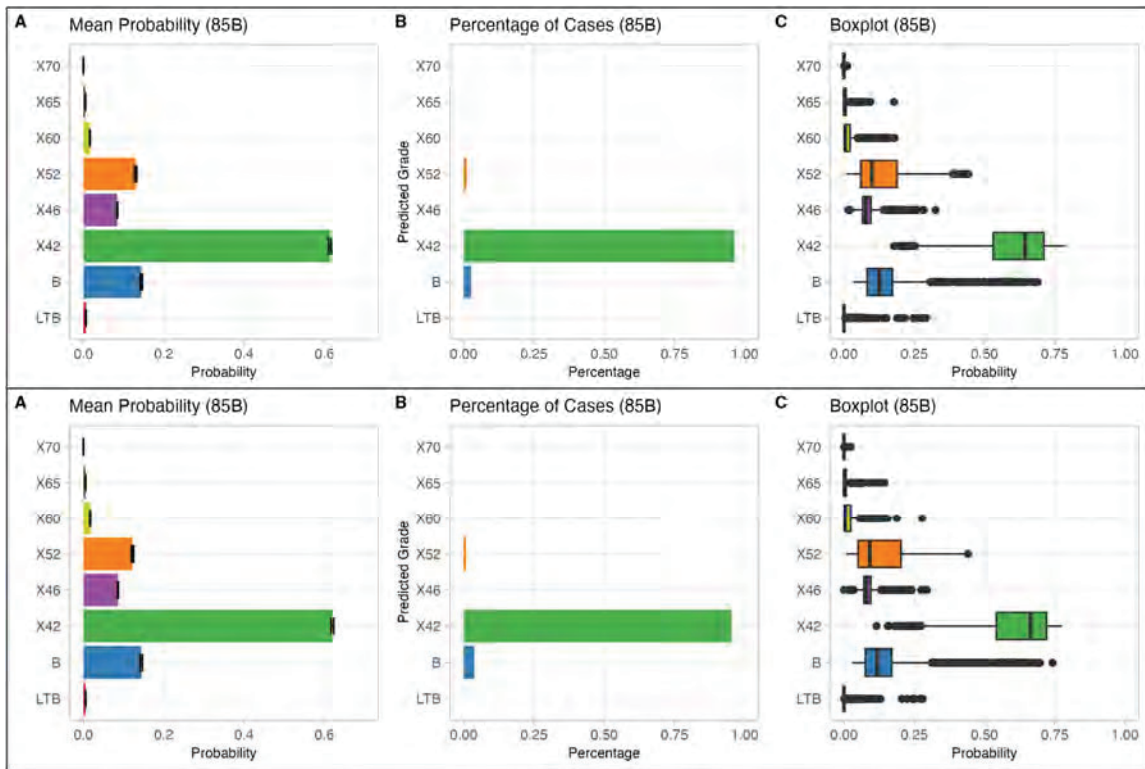 A Mean Probability (85B)
X70
X65
X60
X52
X46
X42
B
LTB
0.0 0.2 0.4 0.6
Probability
B Percentage of Cases (85B)
Predicted Grade
X70
X65
X60
X52
X46
X42
B
LTB
0.00 0.25 0.50 0.75 1.00
Percentage
C Boxplot (85B)
X70
X65
X60
X52
X46
X42
B
LTB
0.00 0.25 0.50 0.75 1.00
Probability
A Mean Probability (85B)
X70
X65
X60
X52
X46
X42
B
LTB
0.0 0.2 0.4 0.6
Probability
B Percentage of Cases (85B)
Predicted Grade
X70
X65
X60
X52
X46
X42
B
LTB
0.00 0.25 0.50 0.75 1.00
Percentage
C Boxplot (85B)
X70
X65
X60
X52
X46
X42
B
LTB
0.00 0.25 0.50 0.75 1.00
Probability